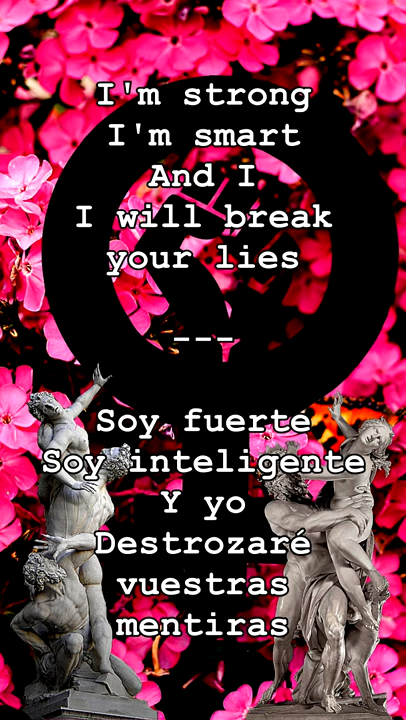 I'm strong
I'm smart
And I
I will break
your lies
---
Soy fuerte
Soy inteligente
Y yo
Destrozaré
vuestras
mentiras